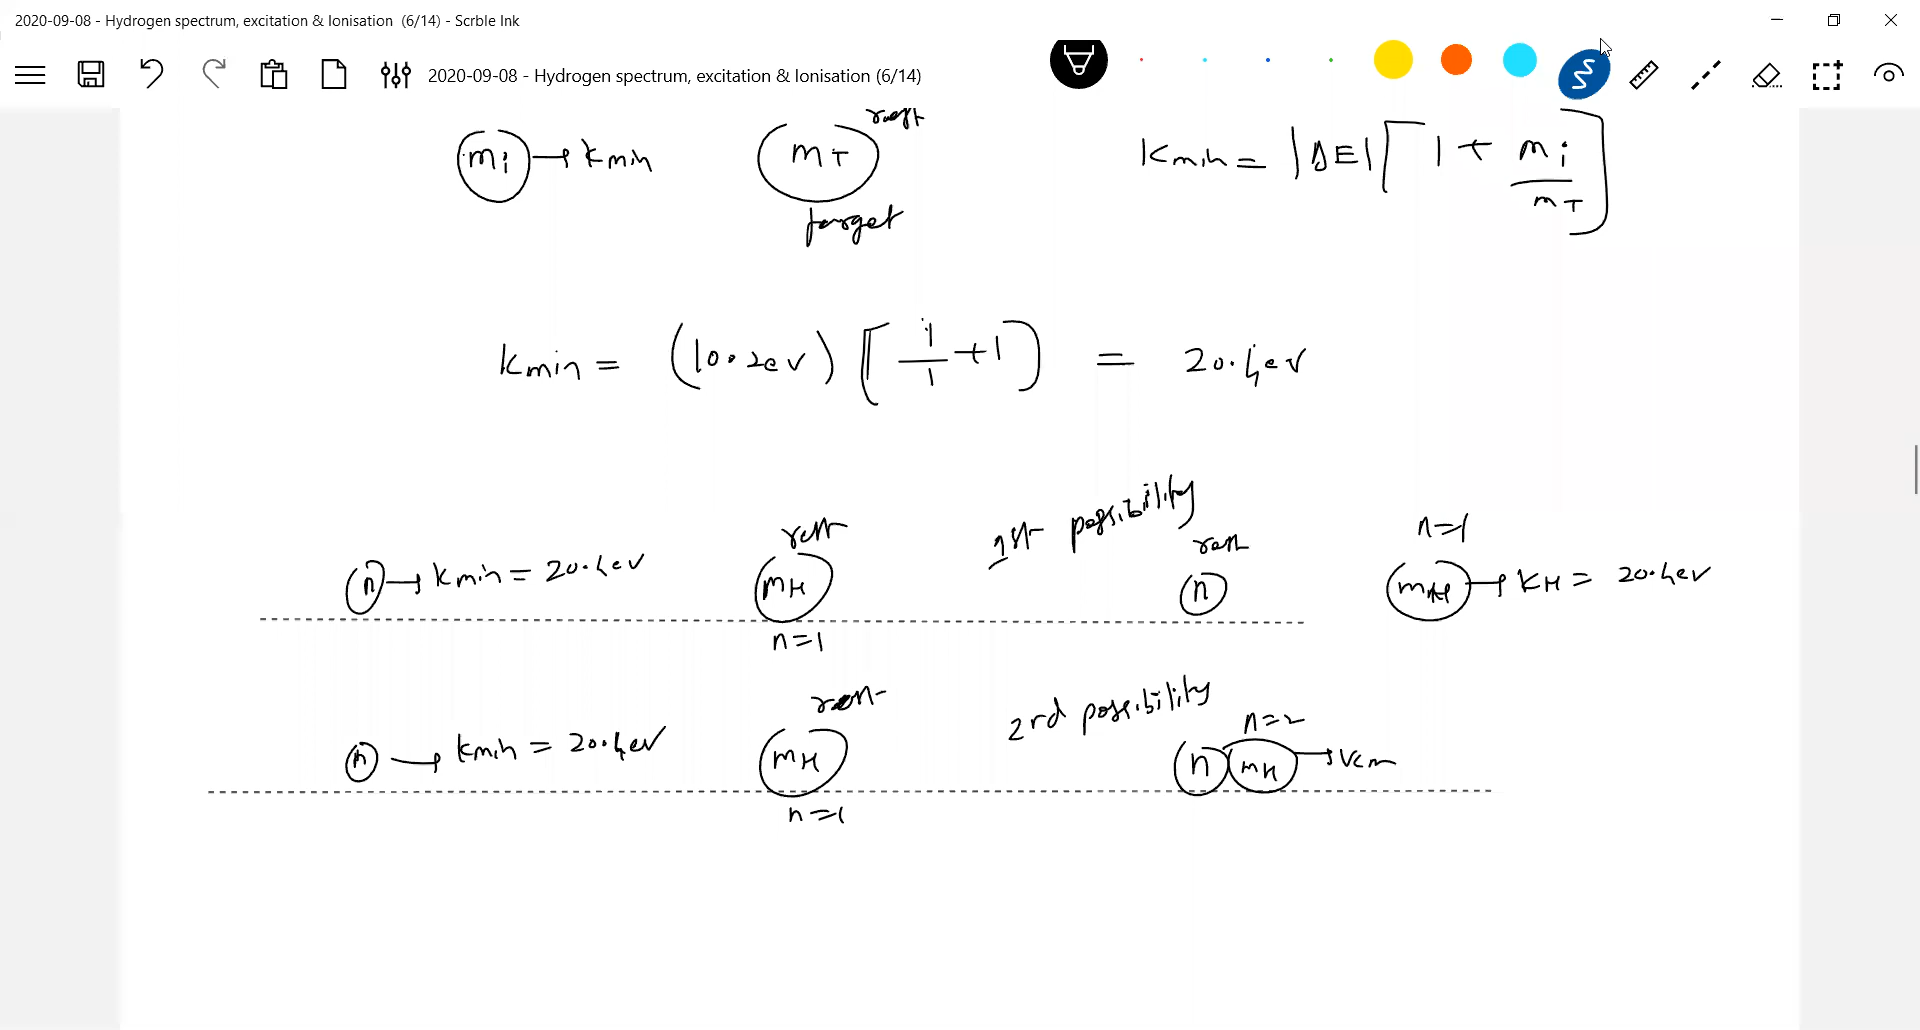 2020-09-08 - Hydrogen spectrum, excitation & Ionisation (6/14) - Scrble Ink
2020-09-08 - Hydrogen spectrum, excitation & Ionisation (6/14)
rest
mi → kmin mT Kmin = |ΔE| [ 1 + mi/mT ]
target
kmin = (10.2ev) [ 1/1 + 1 ] = 20.4ev
1st possibility
rest rest n=1
n → kmin = 20.4ev mH n mH → KH = 20.4ev
n=1
rest 2rd possibility
n=2
n → kmin = 20.4ev mH n mH → Vcm
n=1